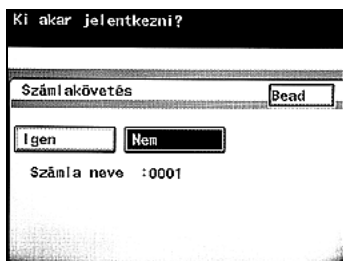 Ki akar jelentkezni?
Számlakövetés
Bead
Igen
Nem
Számla neve :0001